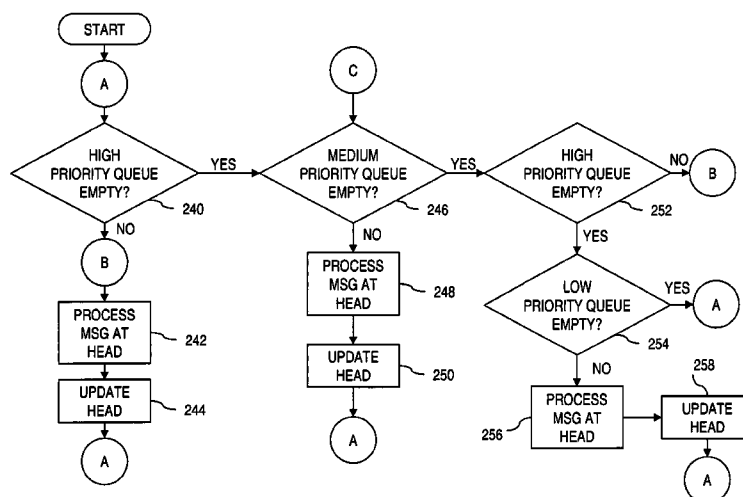 START
A
HIGH
PRIORITY QUEUE
EMPTY?
240
YES
NO
B
PROCESS
MSG AT
HEAD
242
UPDATE
HEAD
244
A
C
MEDIUM
PRIORITY QUEUE
EMPTY?
246
YES
NO
PROCESS
MSG AT
HEAD
248
UPDATE
HEAD
250
A
HIGH
PRIORITY QUEUE
EMPTY?
252
NO
B
YES
LOW
PRIORITY QUEUE
EMPTY?
254
YES
A
NO
PROCESS
MSG AT
HEAD
256
258
UPDATE
HEAD
A